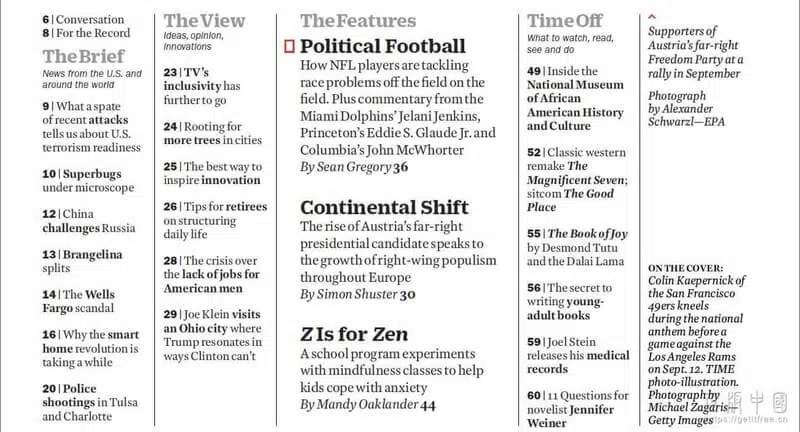 6 | Conversation
8 | For the Record
The Brief
News from the U.S. and
around the world
9 | What a spate
of recent attacks
tells us about U.S.
terrorism readiness
10 | Superbugs
under microscope
12 | China
challenges Russia
13 | Brangelina
splits
14 | The Wells
Fargo scandal
16 | Why the smart
home revolution is
taking a while
20 | Police
shootings in Tulsa
and Charlotte
The View
Ideas, opinion,
innovations
23 | TV's
inclusivity has
further to go
24 | Rooting for
more trees in cities
25 | The best way to
inspire innovation
26 | Tips for retirees
on structuring
daily life
28 | The crisis over
the lack of jobs for
American men
29 | Joe Klein visits
an Ohio city where
Trump resonates in
ways Clinton can't
The Features
Political Football
How NFL players are tackling
race problems off the field on the
field. Plus commentary from the
Miami Dolphins' Jelani Jenkins,
Princeton's Eddie S. Glaude Jr. and
Columbia's John McWhorter
By Sean Gregory 36
Continental Shift
The rise of Austria's far-right
presidential candidate speaks to
the growth of right-wing populism
throughout Europe
By Simon Shuster 30
Z Is for Zen
A school program experiments
with mindfulness classes to help
kids cope with anxiety
By Mandy Oaklander 44
Time Off
What to watch, read,
see and do
49 | Inside the
National Museum
of African
American History
and Culture
52 | Classic western
remake The
Magnificent Seven;
sitcom The Good
Place
55 | The Book of Joy
by Desmond Tutu
and the Dalai Lama
56 | The secret to
writing young-
adult books
59 | Joel Stein
releases his medical
records
60 | 11 Questions for
novelist Jennifer
Weiner
Supporters of
Austria's far-right
Freedom Party at a
rally in September
Photograph
by Alexander
Schwarzl—EPA
ON THE COVER:
Colin Kaepernick of
the San Francisco
49ers kneels
during the national
anthem before a
game against the
Los Angeles Rams
on Sept. 12. TIME
photo-illustration.
Photograph by
Michael Zagaris—
Getty Images
中國
https://getitfree.cn